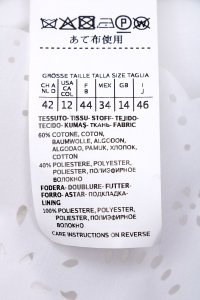 あて布使用
GRÖSSE TAILLE TALLA SIZE TAGLIA
CH A NL D USA CA COL F B MEX GB I J
42 12 44 34 14 46
TESSUTO- TISSU- STOFF- TEJIDO-
TECIDO- KUMAŞ- ТКАНЬ- FABRIC
60% COTONE, COTON,
BAUMWOLLE, ALGODON,
ALGODAO, PAMUK, ХЛОПОК,
COTTON
40% POLIESTERE, POLYESTER,
POLIESTER, ПОЛИЭФИРНОЕ
ВОЛОКНО
FODERA- DOUBLURE- FUTTER-
FORRO- ASTAR- ПОДКЛАДКА-
LINING
100% POLIESTERE, POLYESTER,
POLIESTER, ПОЛИЭФИРНОЕ
ВОЛОКНО
CARE INSTRUCTIONS ON REVERSE